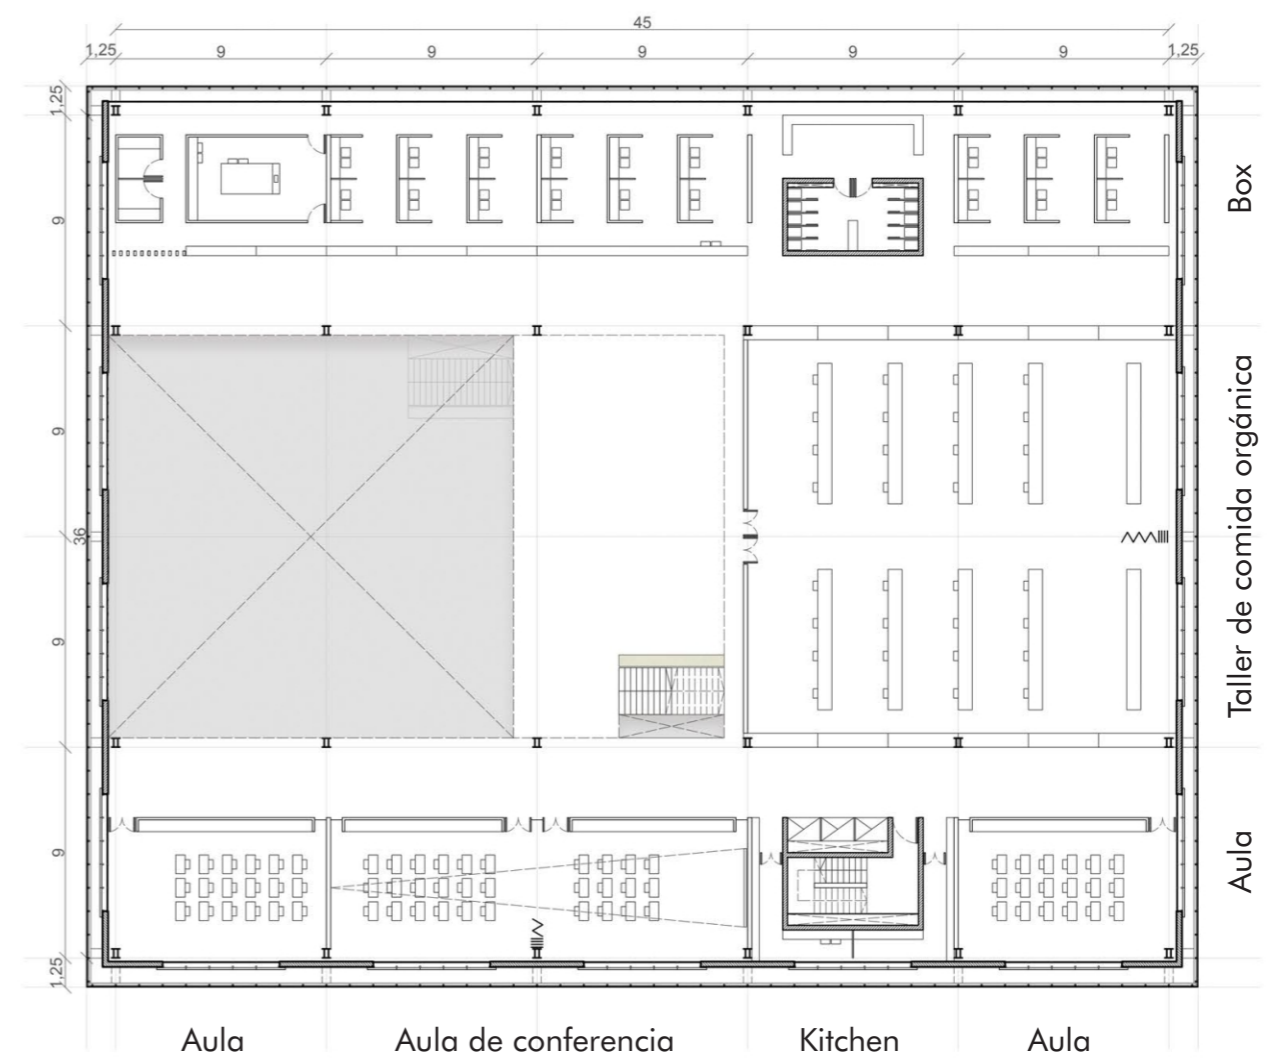 45
1,25 9 9 9 9 9 1,25
1,25
9
9
36
9
9
1,25
Box
Taller de comida orgánica
Aula
Aula Aula de conferencia Kitchen Aula